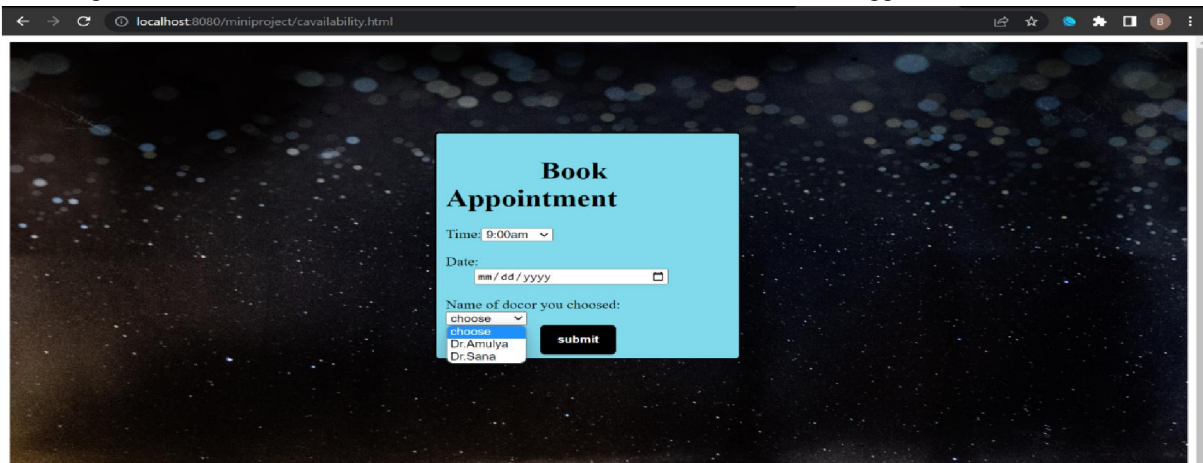 localhost:8080/miniproject/cavailability.html
B
Book
Appointment
Time: 9:00am
Date:
mm/dd/yyyy
Name of docor you choosed:
choose
choose
Dr.Amulya
Dr.Sana
submit